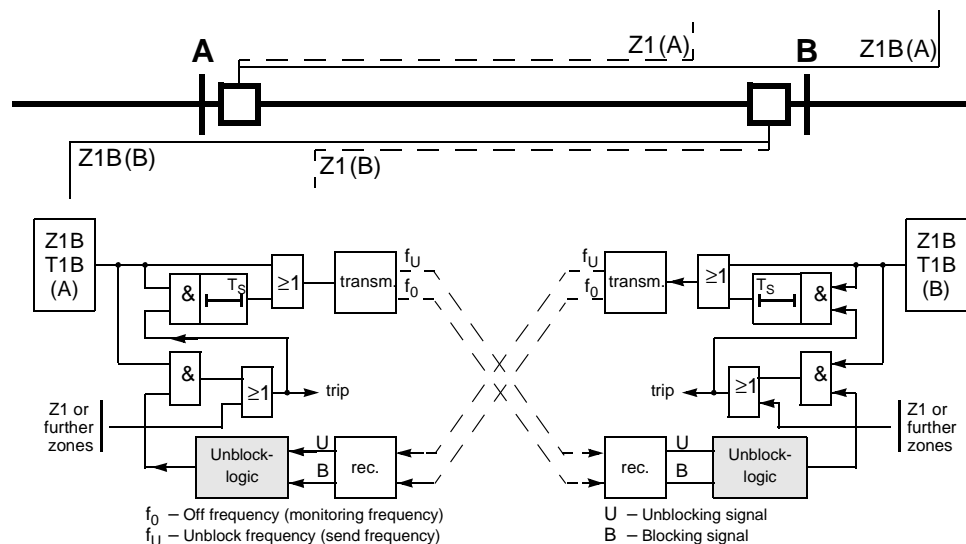 Z1(A)
A
Z1B(A)
B
Z1B(B)
Z1(B)
Z1B
T1B
(A)
&
TS
≥1
transm.
fU
f0
fU
f0
transm.
≥1
TS
&
Z1B
T1B
(B)
&
≥1
trip
trip
≥1
&
Z1 or
further
zones
Unblock-
logic
U
B
rec.
rec.
U
B
Unblock-
logic
Z1 or
further
zones
f0 – Off frequency (monitoring frequency)
fU – Unblock frequency (send frequency)
U – Unblocking signal
B – Blocking signal